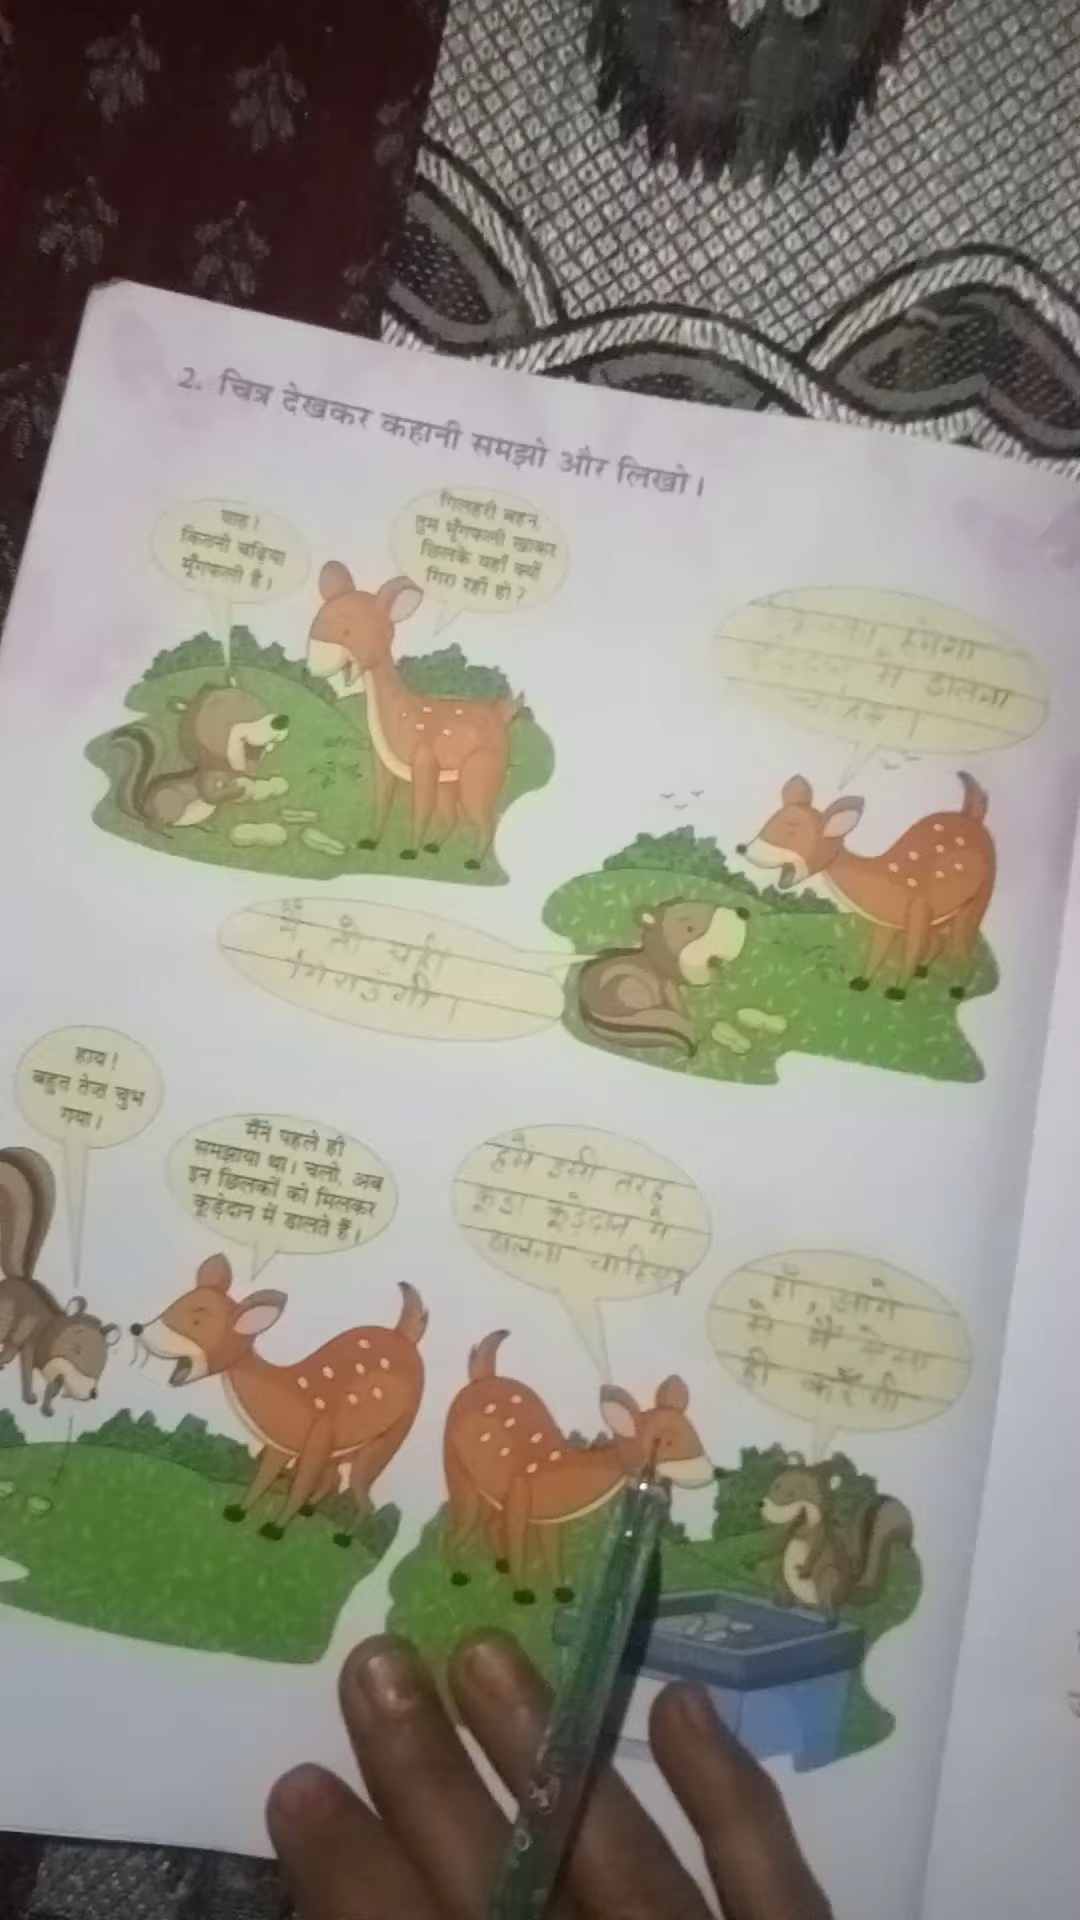 2. चित्र देखकर कहानी समझो और लिखो।
वाह!
कितनी बढ़िया
मूँगफली है।
गिलहरी बहन,
तुम मूँगफली खाकर
छिलके यहाँ क्यों
गिरा रही हो?
हमेशा
में डालना
चाहिए।
मैं तो यहीं
गिराउँगी।
हाय!
बहुत तेज़ चुभ
गया।
मैंने पहले ही
समझाया था। चलो, अब
इन छिलकों को मिलकर
कूड़ेदान में डालते हैं।
हमें इसी तरह
कूडा कूड़ेदान में
डालना चाहिए।
हाँ, आगे
से मैं ऐसा
ही करूँगी